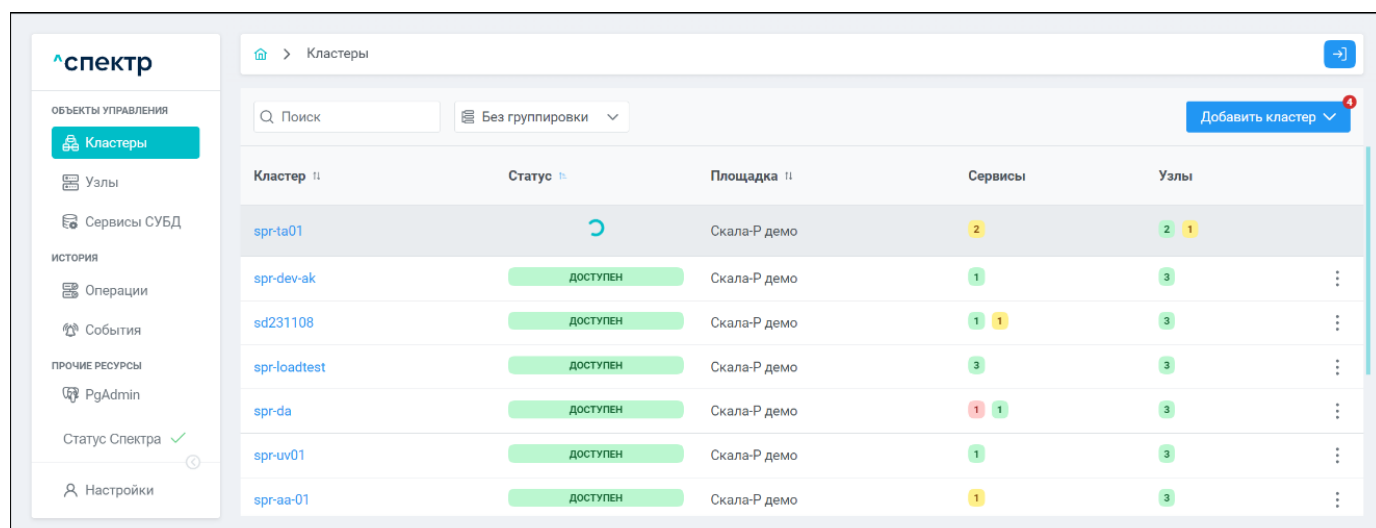 ^спектр
ОБЪЕКТЫ УПРАВЛЕНИЯ
Кластеры
Узлы
Сервисы СУБД
ИСТОРИЯ
Операции
События
ПРОЧИЕ РЕСУРСЫ
PgAdmin
Статус Спектра
Настройки
Кластеры
Поиск
Без группировки
Добавить кластер
4
Кластер Статус Площадка Сервисы Узлы
spr-ta01 Скала-Р демо 2 2 1
spr-dev-ak ДОСТУПЕН Скала-Р демо 1 3
sd231108 ДОСТУПЕН Скала-Р демо 1 1 3
spr-loadtest ДОСТУПЕН Скала-Р демо 3 3
spr-da ДОСТУПЕН Скала-Р демо 1 1 3
spr-uv01 ДОСТУПЕН Скала-Р демо 1 3
spr-aa-01 ДОСТУПЕН Скала-Р демо 1 3